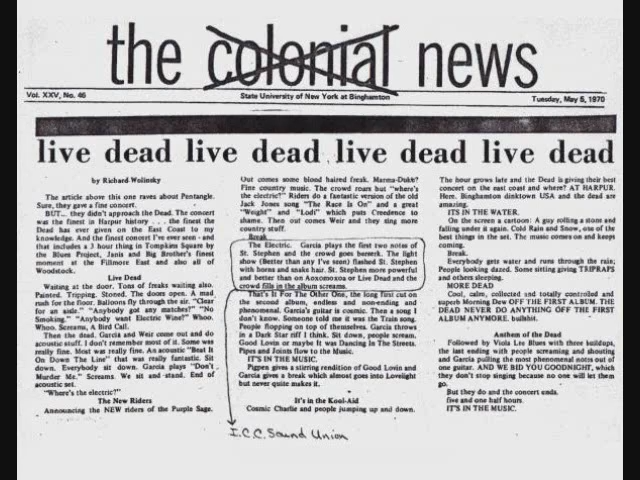 the colonial news
Vol. XXV, No. 46
State University of New York at Binghamton
Tuesday, May 5, 1970
live dead live dead live dead live dead live dead
by Richard Wolinsky
The article above this one raves about Pentangle.
Sure, they gave a fine concert.
BUT... they didn't approach the Dead. The concert
was the finest in Harpur history . . . the finest the
Dead has ever given on the East Coast to my
knowledge. And the finest concert I've ever seen - and
that includes a 3 hour thing in Tompkins Square by
the Blues Project, Janis and Big Brother's finest
moment at the Fillmore East and also all of
Woodstock.
Live Dead
Waiting at the door. Tons of freaks waiting also.
Painted. Tripping. Stoned. The doors open. A mad
rush for the floor. Balloons fly through the air. "Clear
for an aisle." "Anybody got any matches?" "No
Smoking." "Anybody want Electric Wine?" Whoo.
Whoo. Screams, A Bird Call.
Then the dead. Garcia and Weir come out and do
acoustic stuff. I don't remember most of it. Some was
really fine. Most was really fine. An acoustic "Beat It
On Down The Line" that was really fantastic. Sit
down. Everybody sit down. Garcia plays "Don't
Murder Me." Screams. We sit and stand. End of
acoustic set.
"Where's the electric?"
The New Riders
Announcing the NEW riders of the Purple Sage.
Out comes some blood haired freak. Marma-Duke?
Fine country music. The crowd roars but "where's
the electric?" Riders do a fantastic version of the old
Jack Jones song "The Race Is On" and a great
"Weight" and "Lodi" which puts Creedence to
shame. Then out comes Weir and they sing more
country stuff.
Break
The Electric. Garcia plays the first two notes of
St. Stephen and the crowd goes beserk. The light
show (Better than any I've seen) flashed St. Stephen
with horns and snake hair. St. Stephen more powerful
and better than on Aoxomoxoa or Live Dead and the
crowd fills in the album screams.
That's It For The Other One, the long first cut on
the second album, endless and non-ending and
phenomenal. Garcia's guitar is cosmic. Then a song I
don't know. Someone told me it was the Train song.
People flopping on top of themselves. Garcia throws
in a Dark Star riff I think. Sit down, people scream.
Good Lovin or maybe it was Dancing In The Streets.
Pipes and Joints flow to the Music.
IT'S IN THE MUSIC.
Pigpen gives a stirring rendition of Good Lovin and
Garcia gives a break which almost goes into Lovelight
but never quite makes it.
It's in the Kool-Aid
Cosmic Charlie and people jumping up and down.
The hour grows late and the Dead is giving their best
concert on the east coast and where? AT HARPUR.
Here. Binghamton dinktown USA and the dead are
amazing.
ITS IN THE WATER.
On the screen a cartoon: A guy rolling a stone and
falling under it again. Cold Rain and Snow, one of the
best things in the set. The music comes on and keeps
coming.
Break.
Everybody gets water and runs through the rain;
People looking dazed. Some sitting giving TRIPRAPS
and others sleeping.
MORE DEAD
Cool, calm, collected and totally controlled and
superb Morning Dew OFF THE FIRST ALBUM. THE
DEAD NEVER DO ANYTHING OFF THE FIRST
ALBUM ANYMORE. bullshit.
Anthem of the Dead
Followed by Viola Lee Blues with three buildups,
the last ending with people screaming and shouting
and Garcia pulling the most phenomenal notes out of
one guitar. AND WE BID YOU GOODNIGHT, which
they don't stop singing because no one will let them
go.
But they do and the concert ends.
five and one half hours.
IT'S IN THE MUSIC.
I.C.C. Sound Union